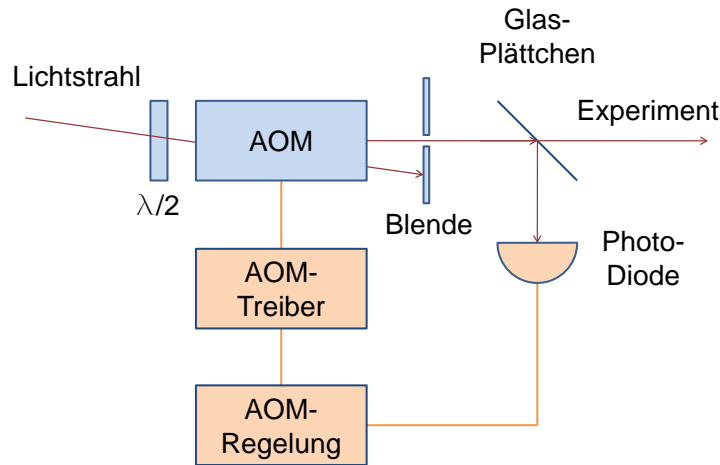 Glas-
Plättchen
Lichtstrahl
Experiment
AOM
λ/2
Blende
Photo-
Diode
AOM-
Treiber
AOM-
Regelung